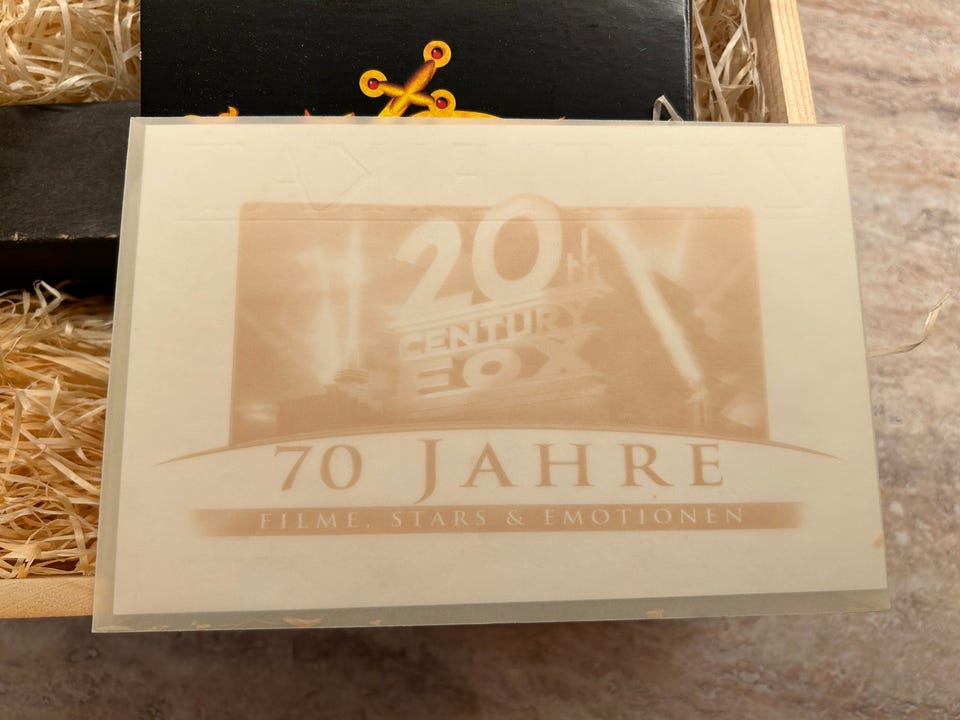 20th
CENTURY
FOX
70 JAHRE
FILME, STARS & EMOTIONEN